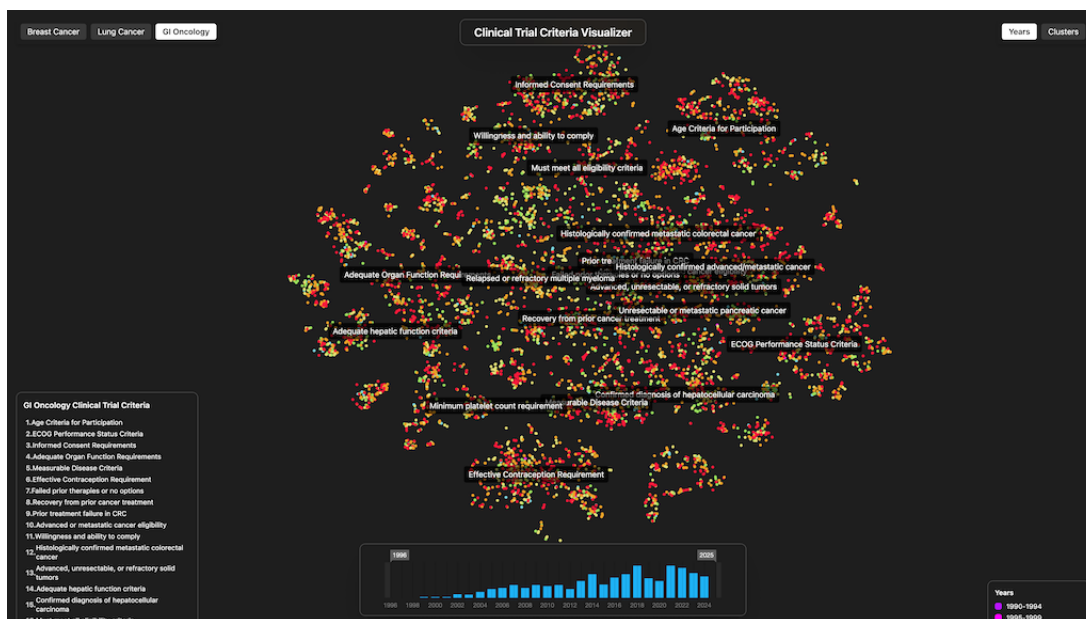 Breast Cancer
Lung Cancer
GI Oncology
Clinical Trial Criteria Visualizer
Years
Clusters
Informed Consent Requirements
Age Criteria for Participation
Willingness and ability to comply
Must meet all eligibility criteria
Histologically confirmed metastatic colorectal cancer
Prior treatment failure in CRC
Histologically confirmed advanced/metastatic cancer
Adequate Organ Function Requirements
Relapsed or refractory multiple myeloma
Advanced, unresectable, or refractory solid tumors
Unresectable or metastatic pancreatic cancer
Recovery from prior cancer treatment
Adequate hepatic function criteria
ECOG Performance Status Criteria
Confirmed diagnosis of hepatocellular carcinoma
Minimum platelet count requirement
Measurable Disease Criteria
Effective Contraception Requirement
GI Oncology Clinical Trial Criteria
1.Age Criteria for Participation
2.ECOG Performance Status Criteria
3.Informed Consent Requirements
4.Adequate Organ Function Requirements
5.Measurable Disease Criteria
6.Effective Contraception Requirement
7.Failed prior therapies or no options
8.Recovery from prior cancer treatment
9.Prior treatment failure in CRC
10.Advanced or metastatic cancer eligibility
11.Willingness and ability to comply
12.Histologically confirmed metastatic colorectal
cancer
13.Advanced, unresectable, or refractory solid
tumors
14.Adequate hepatic function criteria
15.Confirmed diagnosis of hepatocellular
carcinoma
1996
2025
1996 1998 2000 2002 2004 2006 2008 2010 2012 2014 2016 2018 2020 2022 2024
Years
1990-1994
1995-1999